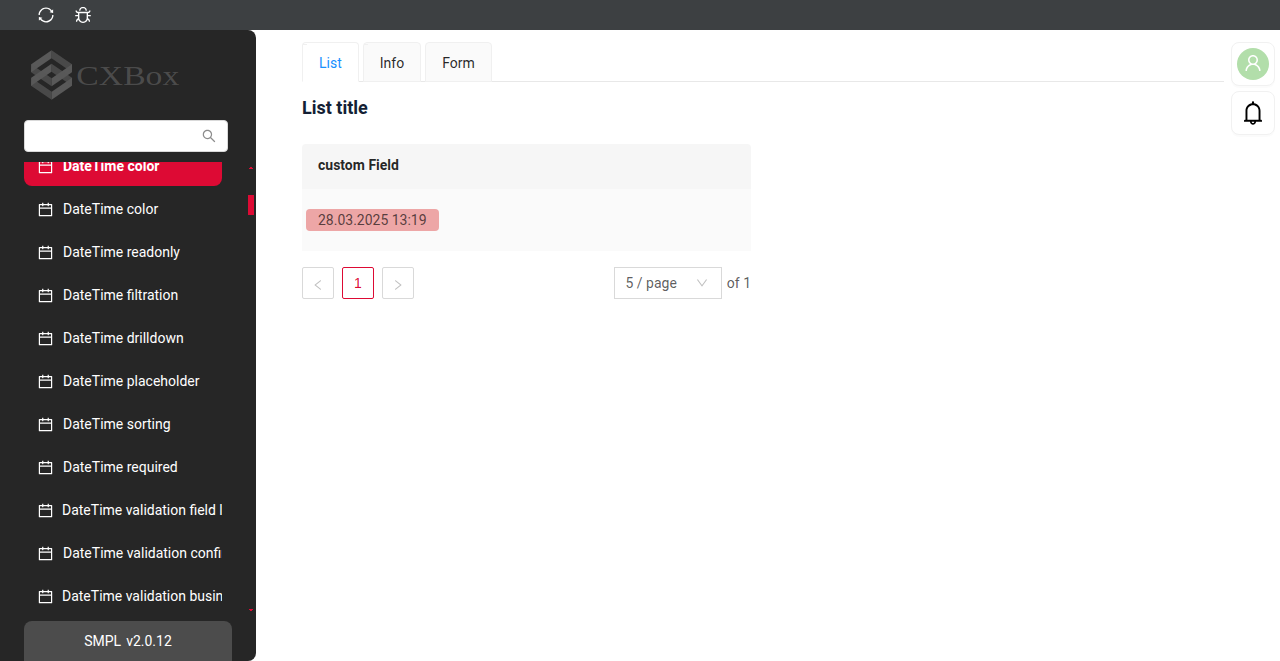 CXBox
DateTime color
DateTime color
DateTime readonly
DateTime filtration
DateTime drilldown
DateTime placeholder
DateTime sorting
DateTime required
DateTime validation field l
DateTime validation confi
DateTime validation busin
SMPL v2.0.12
List
Info
Form
List title
custom Field
28.03.2025 13:19
1
5 / page
of 1